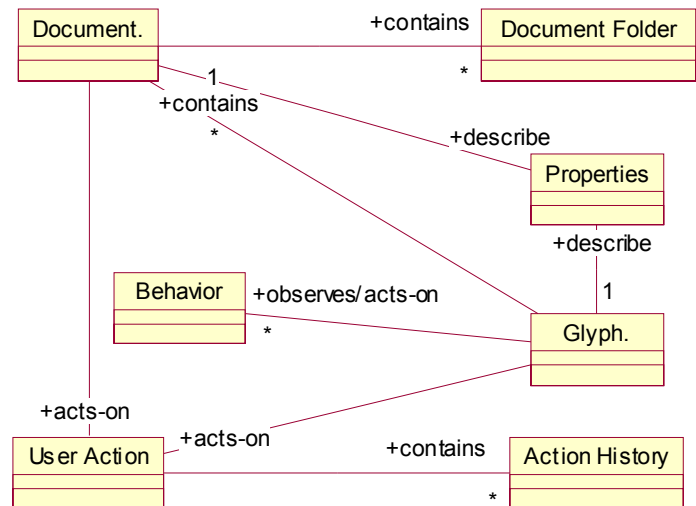 Document.
+contains
Document Folder
*
1
+contains
*
+describe
Properties
+describe
1
Behavior
+observes/acts-on
*
Glyph.
+acts-on
+acts-on
User Action
+contains
*
Action History